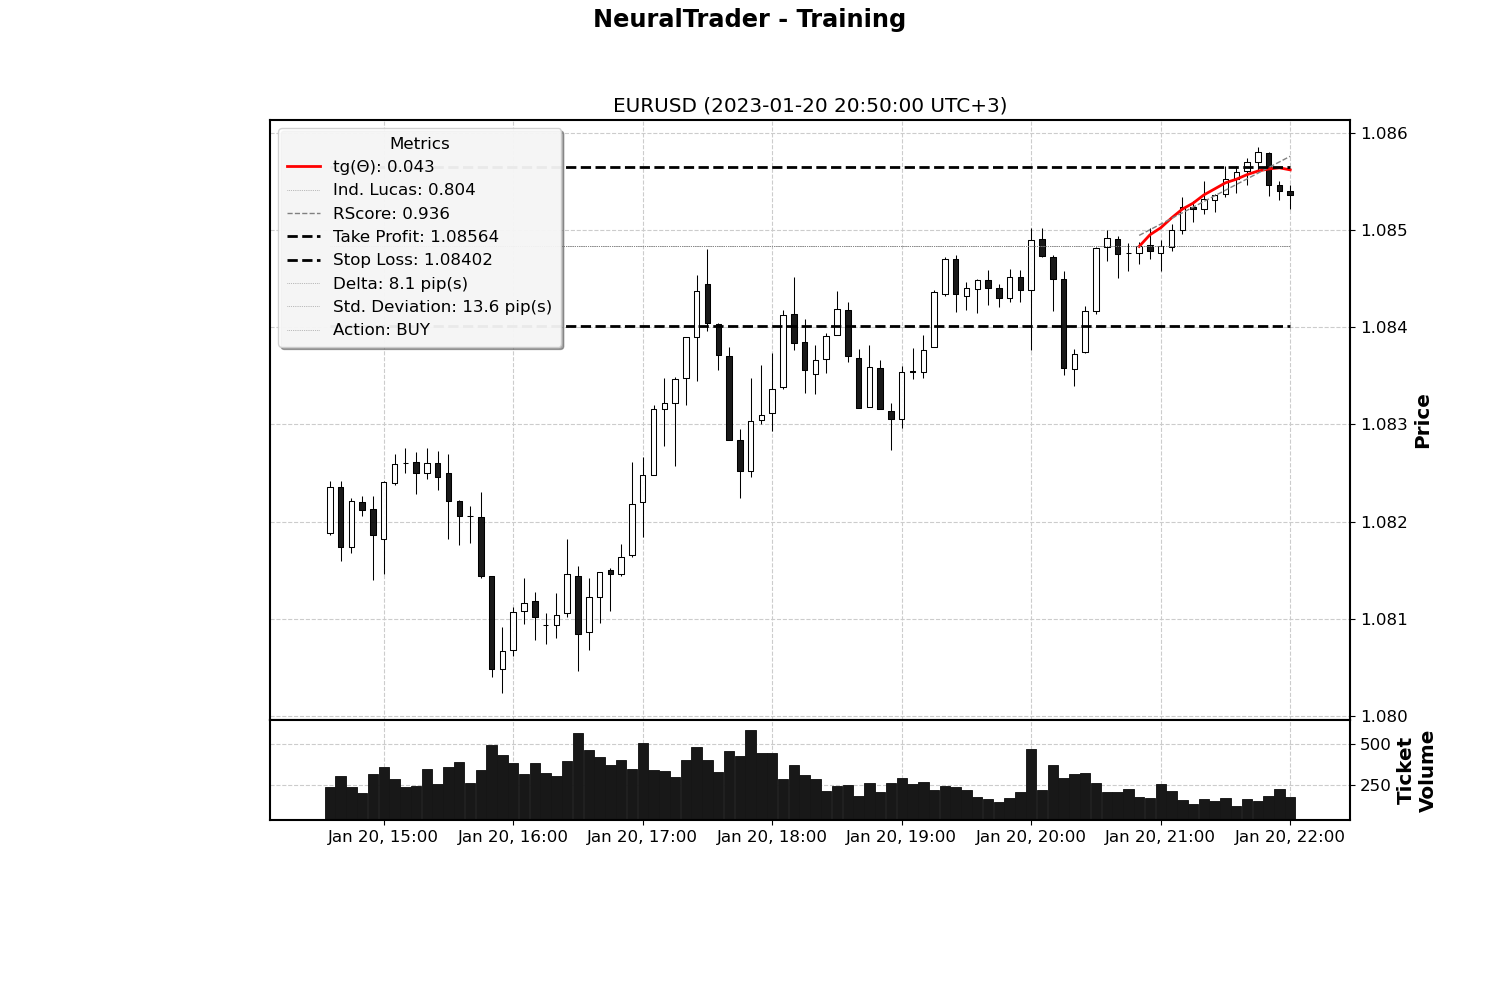 NeuralTrader - Training
EURUSD (2023-01-20 20:50:00 UTC+3)
Metrics
tg(Θ): 0.043
Ind. Lucas: 0.804
RScore: 0.936
Take Profit: 1.08564
Stop Loss: 1.08402
Delta: 8.1 pip(s)
Std. Deviation: 13.6 pip(s)
Action: BUY
1.086
1.085
1.084
1.083
1.082
1.081
1.080
Price
500
250
Ticket
Volume
Jan 20, 15:00 Jan 20, 16:00 Jan 20, 17:00 Jan 20, 18:00 Jan 20, 19:00 Jan 20, 20:00 Jan 20, 21:00 Jan 20, 22:00